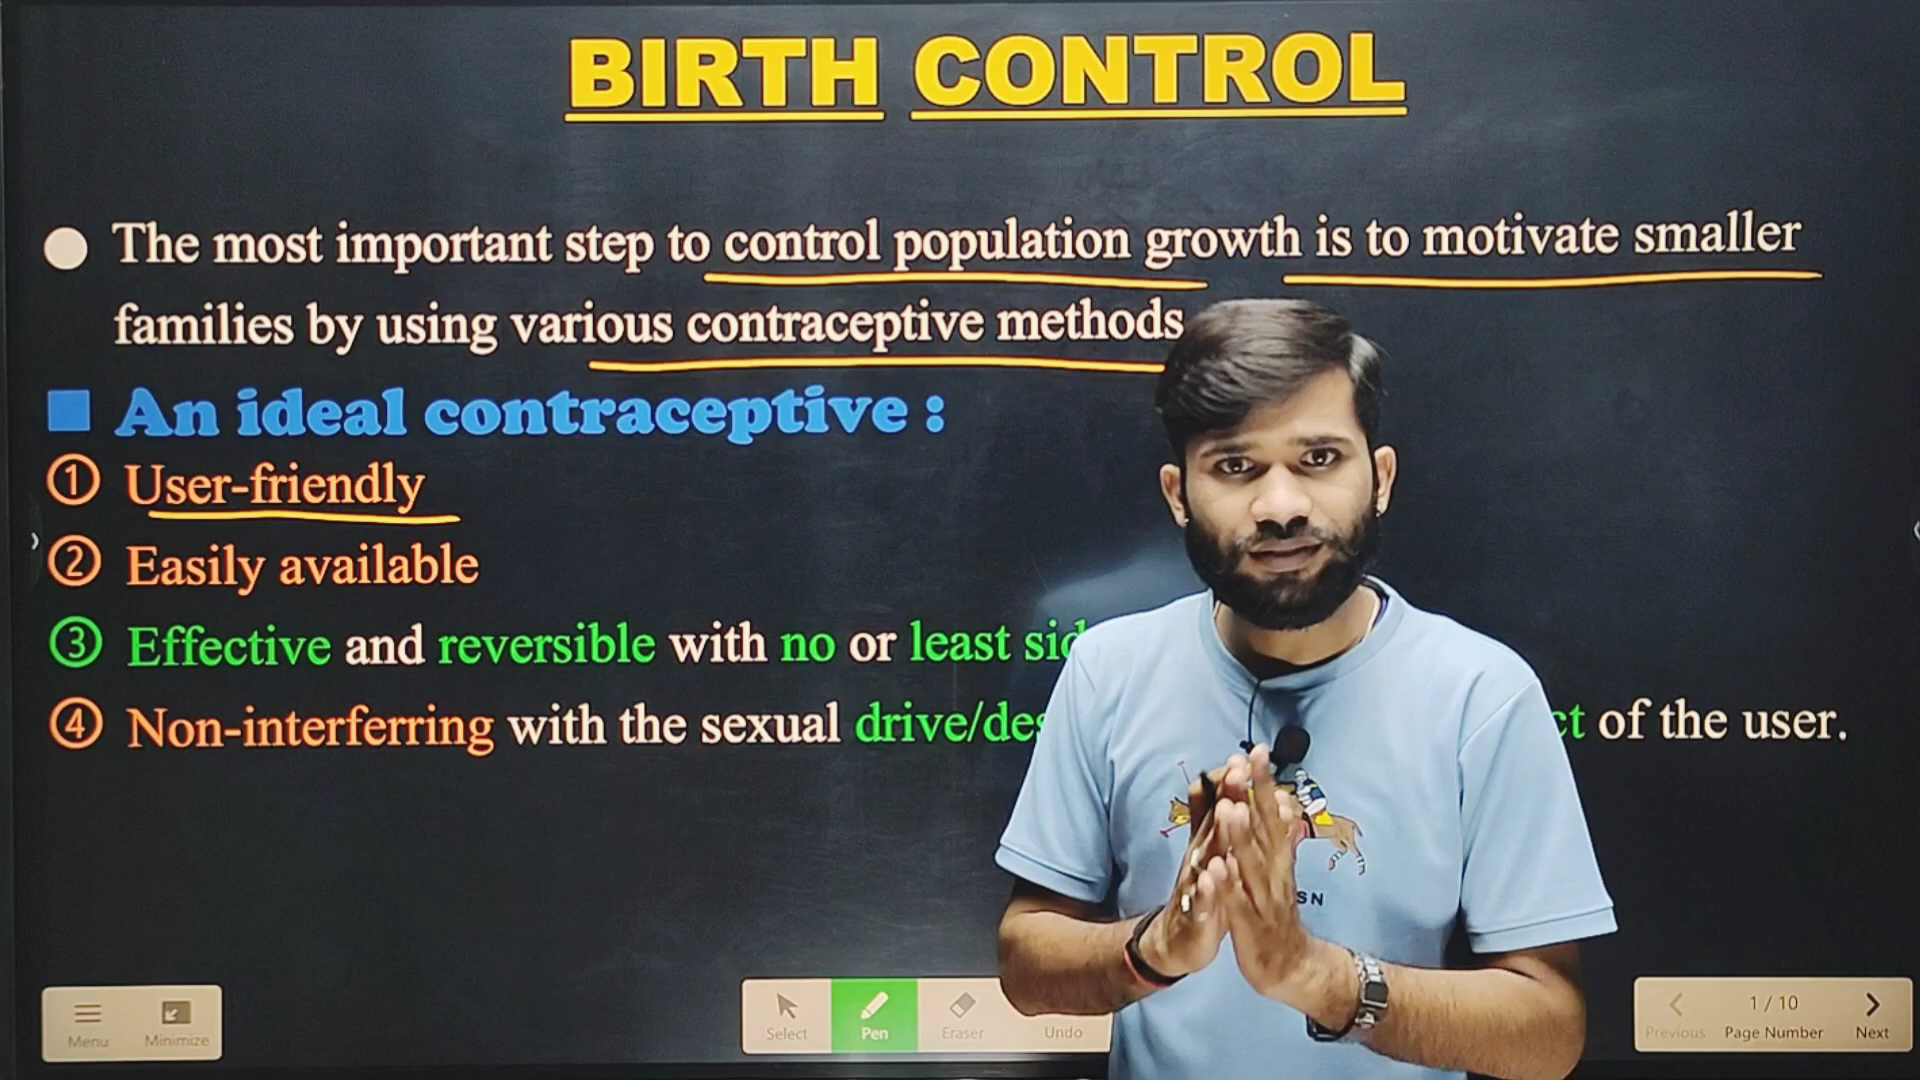 BIRTH CONTROL
The most important step to control population growth is to motivate smaller
families by using various contraceptive methods
An ideal contraceptive :
① User-friendly
② Easily available
③ Effective and reversible with no or least
④ Non-interferring with the sexual drive/ of the user.
SN
Menu
Minimize
Select
Pen
Eraser
Undo
1 / 10
Previous
Page Number
Next